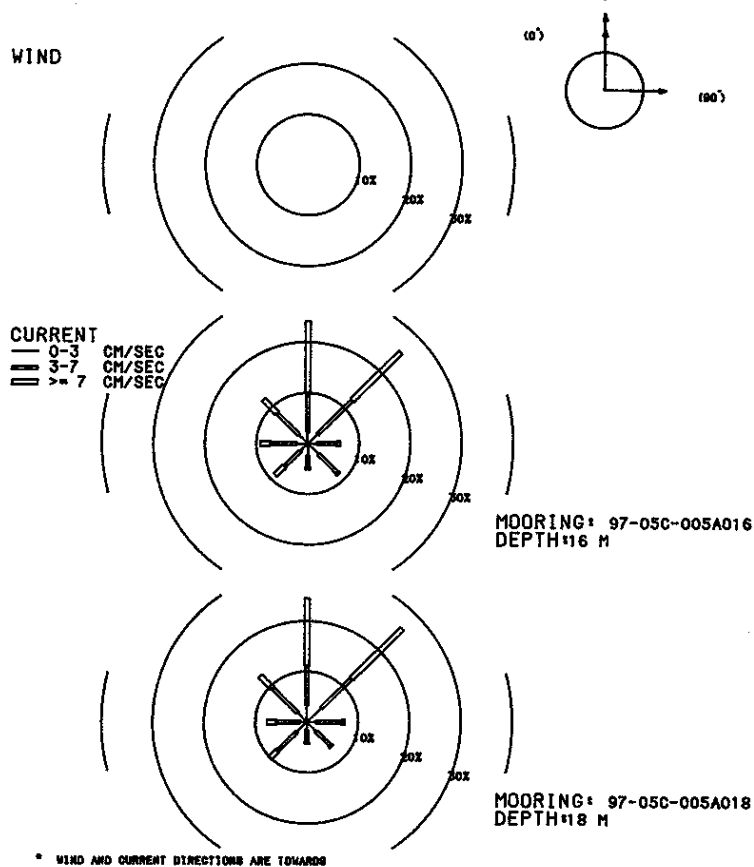 (0°)
WIND
(90°)
10%
20%
30%
CURRENT
0-3 CM/SEC
3-7 CM/SEC
>= 7 CM/SEC
10%
20%
30%
MOORING: 97-05C-005A016
DEPTH:16 M
10%
20%
30%
MOORING: 97-05C-005A018
DEPTH:18 M
* WIND AND CURRENT DIRECTIONS ARE TOWARDS